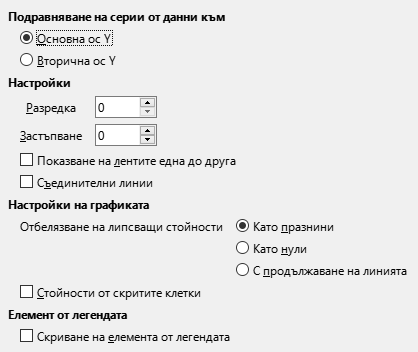 Подравняване на серии от данни към
Основна ос Y
Вторична ос Y
Настройки
Разредка 0
Застъпване 0
Показване на лентите една до друга
Съединителни линии
Настройки на графиката
Отбелязване на липсващи стойности Като празнини
Като нули
С продължаване на линията
Стойности от скритите клетки
Елемент от легендата
Скриване на елемента от легендата